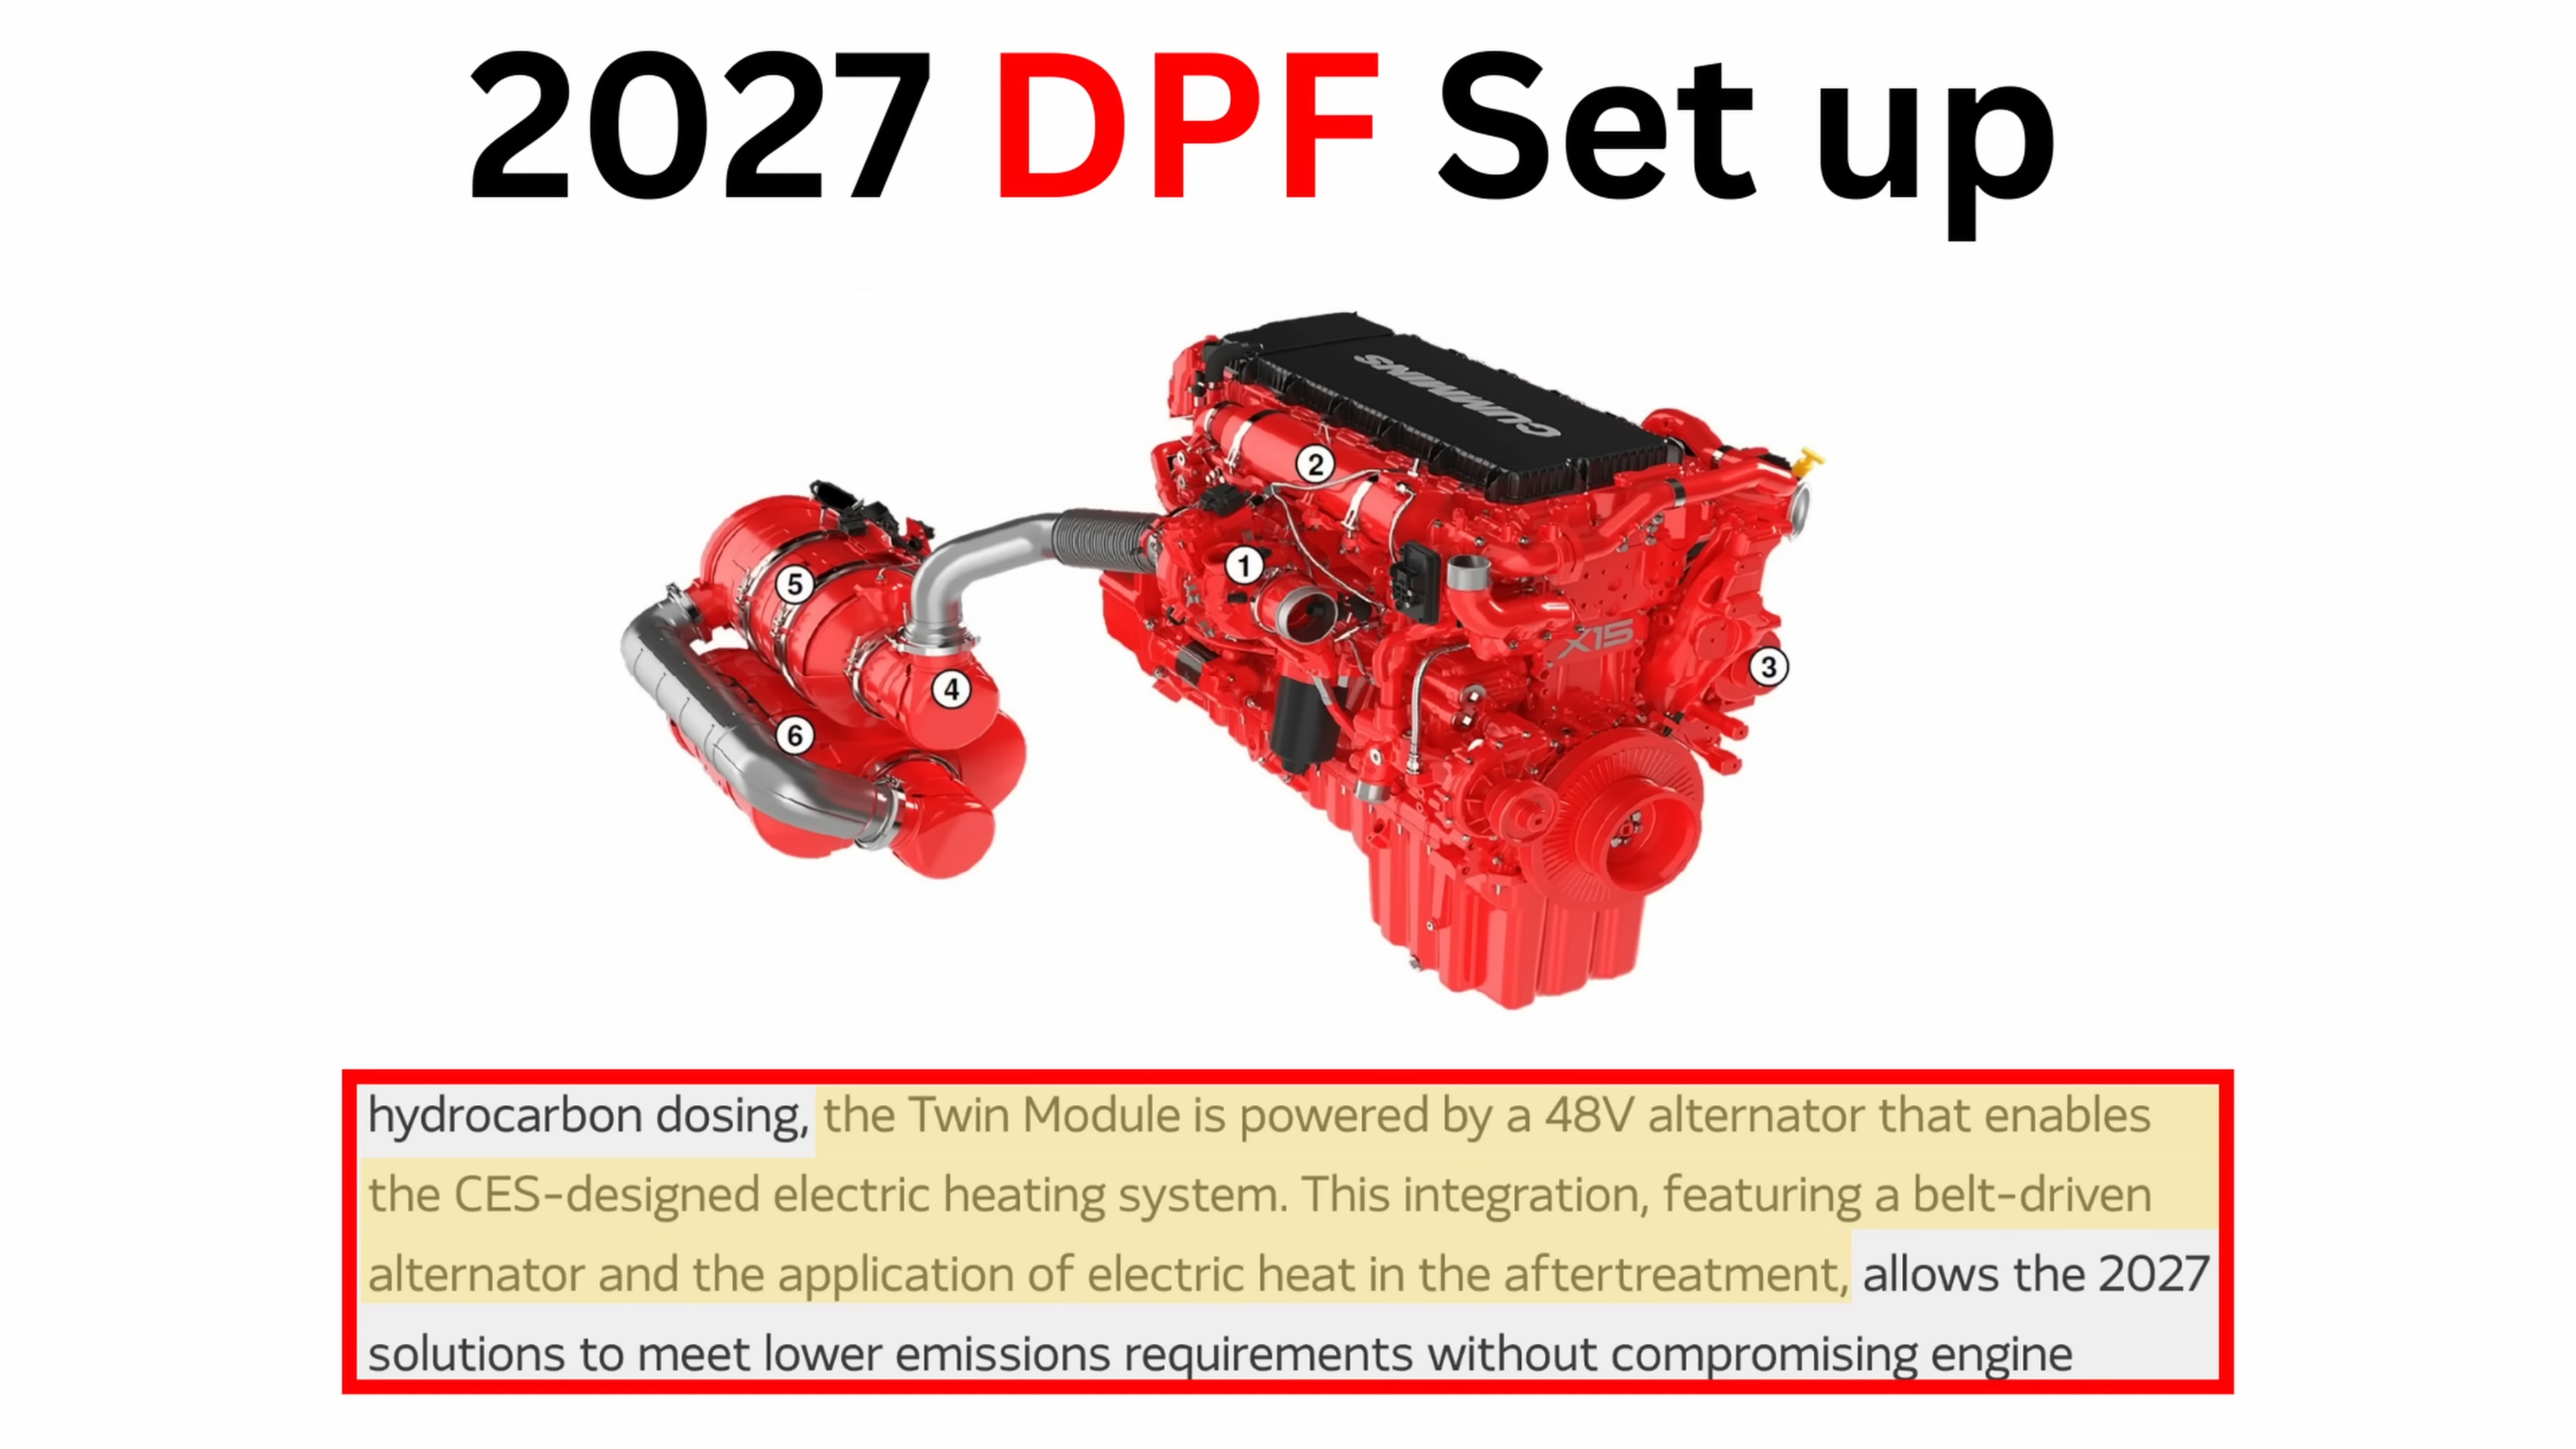 2027 DPF Set up
CUMMINS
2
5
1
X15
3
4
6
hydrocarbon dosing, the Twin Module is powered by a 48V alternator that enables
the CES-designed electric heating system. This integration, featuring a belt-driven
alternator and the application of electric heat in the aftertreatment, allows the 2027
solutions to meet lower emissions requirements without compromising engine